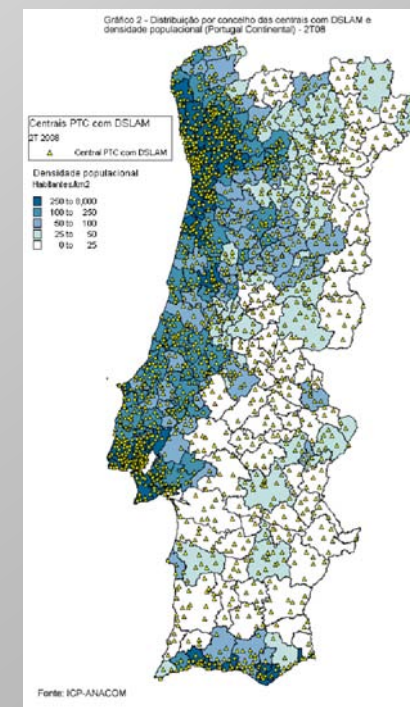 Gráfico 2 - Distribuição por concelho das centrais com DSLAM e
densidade populacional (Portugal Continental) - 2T08
Centrais PTC com DSLAM
2T 2008
Central PTC com DSLAM
Densidade populacional
Habitantes/km2
250 to 8,000
100 to 250
50 to 100
25 to 50
0 to 25
Fonte: ICP-ANACOM